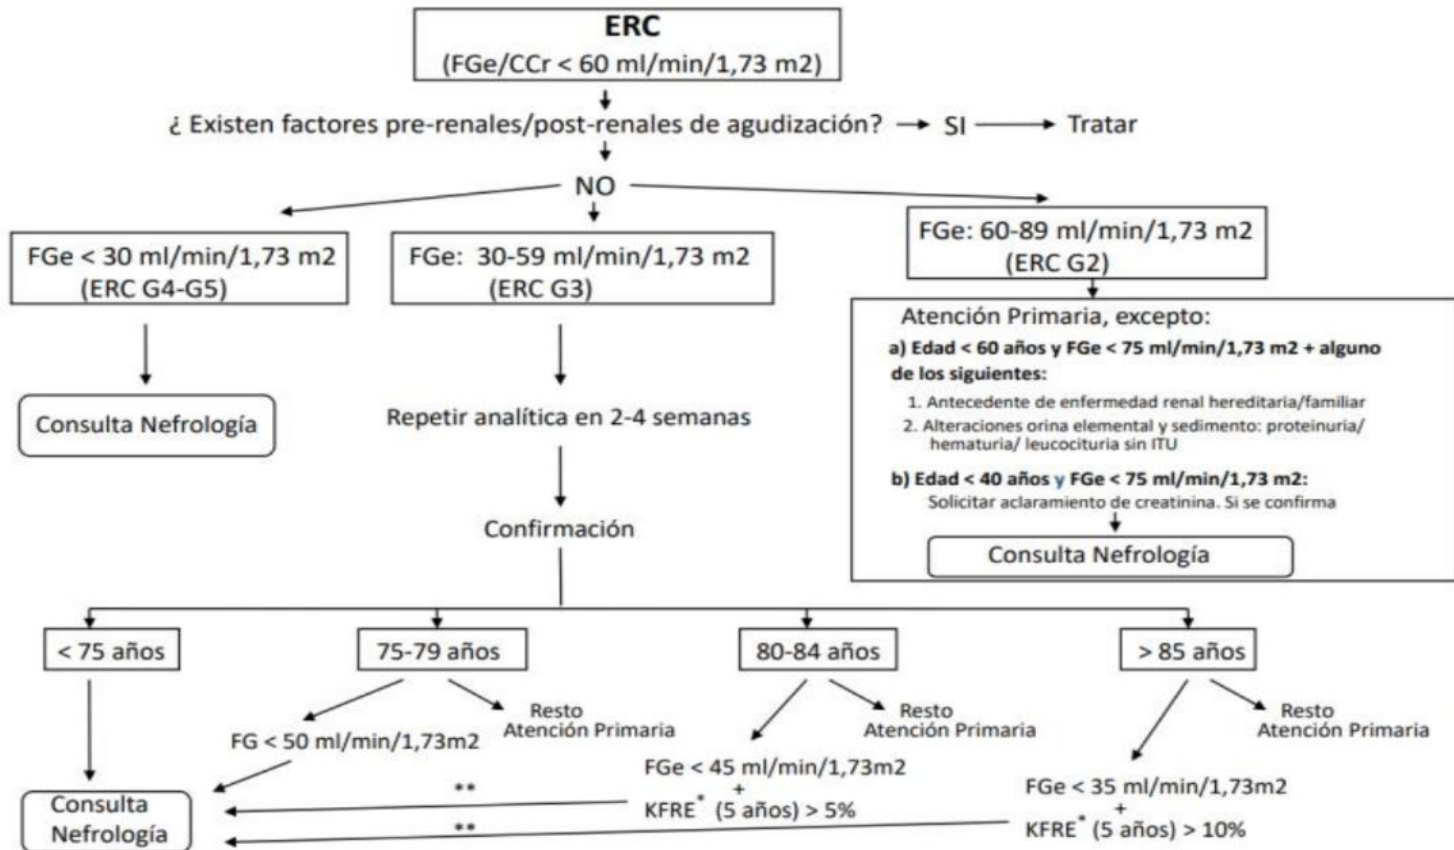 ERC
(FGe/CCr < 60 ml/min/1,73 m2)
¿ Existen factores pre-renales/post-renales de agudización?
SI
Tratar
NO
FGe < 30 ml/min/1,73 m2
(ERC G4-G5)
FGe: 30-59 ml/min/1,73 m2
(ERC G3)
FGe: 60-89 ml/min/1,73 m2
(ERC G2)
Consulta Nefrología
Repetir analítica en 2-4 semanas
Confirmación
Atención Primaria, excepto:
a) Edad < 60 años y FGe < 75 ml/min/1,73 m2 + alguno
de los siguientes:
1. Antecedente de enfermedad renal hereditaria/familiar
2. Alteraciones orina elemental y sedimento: proteinuria/
hematuria/ leucocituria sin ITU
b) Edad < 40 años y FGe < 75 ml/min/1,73 m2:
Solicitar aclaramiento de creatinina. Si se confirma
Consulta Nefrología
< 75 años
75-79 años
80-84 años
> 85 años
FG < 50 ml/min/1,73m2
Resto
Atención Primaria
FGe < 45 ml/min/1,73m2
+
KFRE* (5 años) > 5%
Resto
Atención Primaria
FGe < 35 ml/min/1,73m2
+
KFRE* (5 años) > 10%
Resto
Atención Primaria
**
**
Consulta
Nefrología